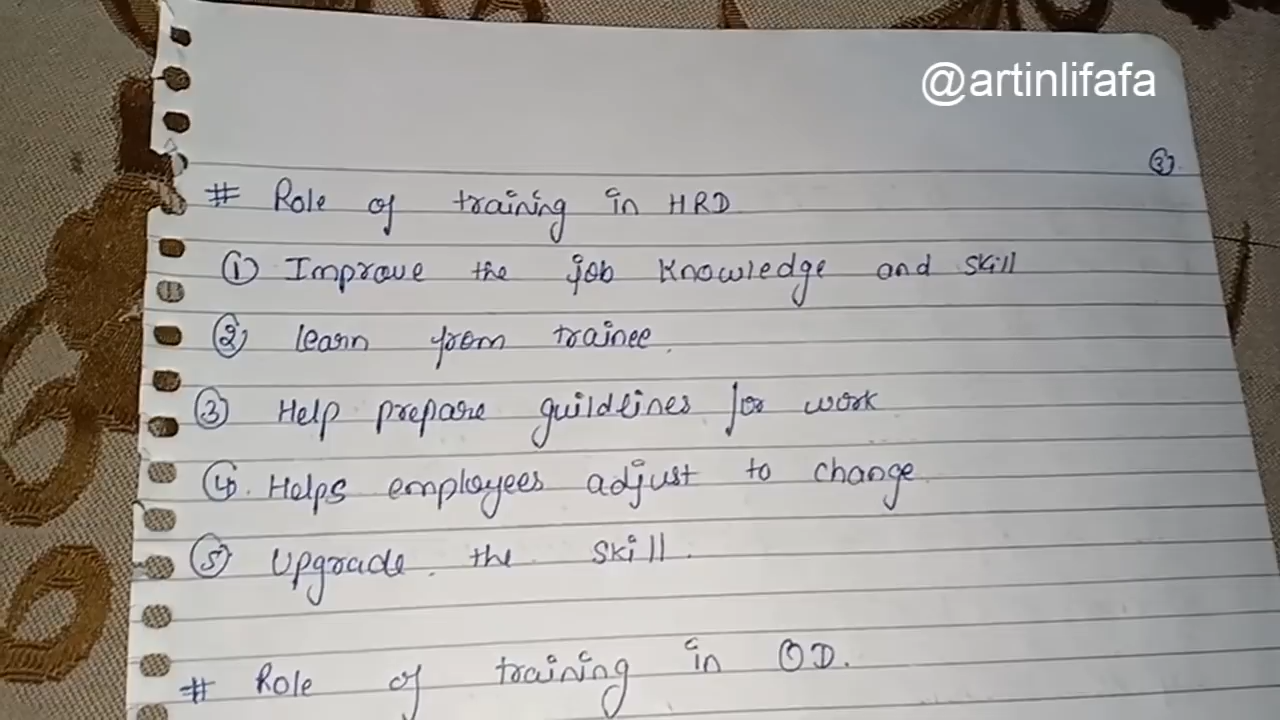 @artinlifafa
③
# Role of training in HRD
① Improve the job knowledge and skill
② learn from trainee.
③ Help prepare guildlines for work
④. Helps employees adjust to change.
⑤ Upgrade. the skill.
# Role of training in OD.